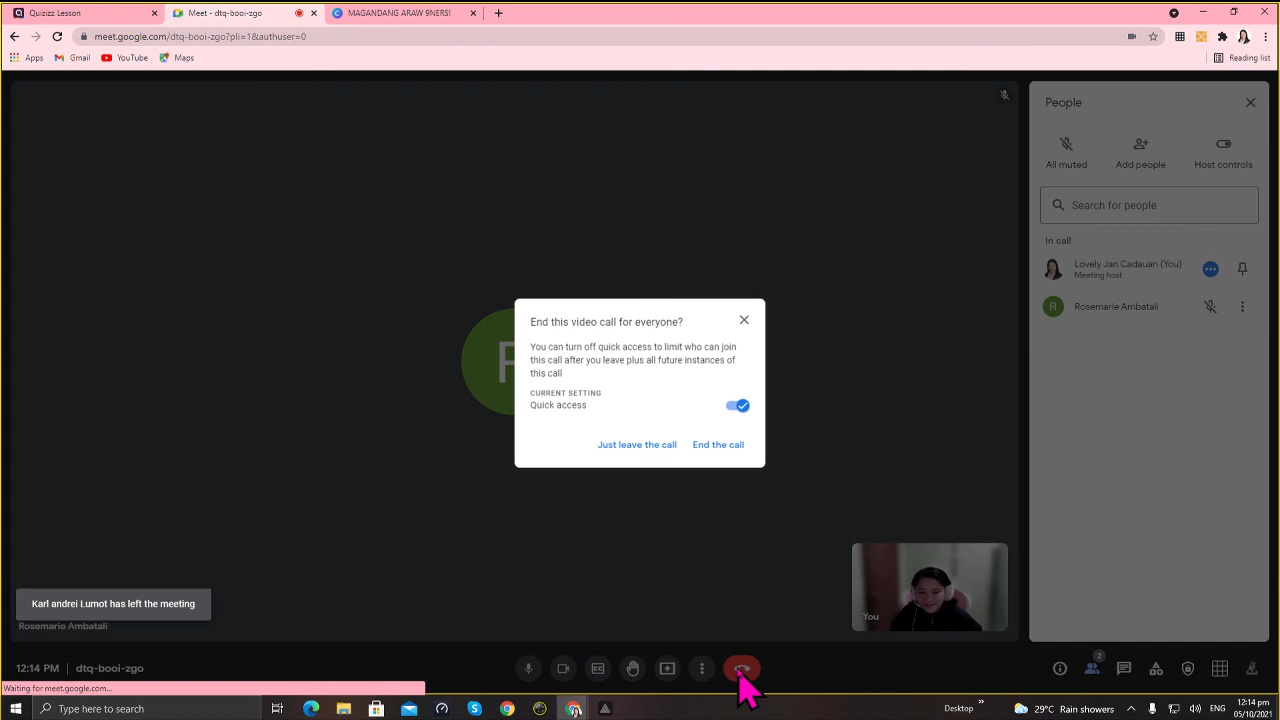 Quizizz Lesson
Meet - dtq-booi-zgo
MAGANDANG ARAW 9NERS!
meet.google.com/dtq-booi-zgo?pli=1&authuser=0
Apps
Gmail
YouTube
Maps
Reading list
People
All muted
Add people
Host controls
Search for people
In call
Lovely Jan Cadauan (You)
Meeting host
R
Rosemarie Ambatali
End this video call for everyone?
You can turn off quick access to limit who can join
this call after you leave plus all future instances of
this call
CURRENT SETTING
Quick access
Just leave the call
End the call
You
Karl andrei Lumot has left the meeting
Rosemarie Ambatali
12:14 PM | dtq-booi-zgo
2
Waiting for meet.google.com...
Type here to search
Desktop
29°C Rain showers
ENG
12:14 pm
05/10/2021